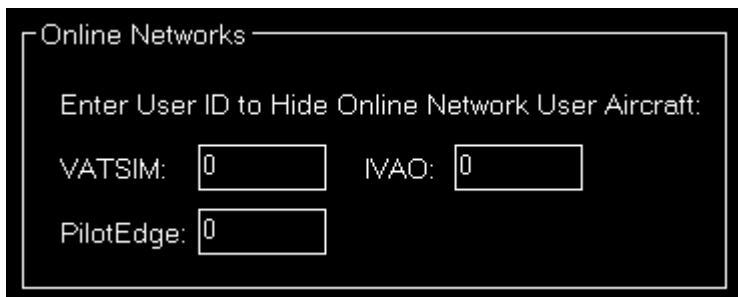 Online Networks
Enter User ID to Hide Online Network User Aircraft:
VATSIM: 0 IVAO: 0
PilotEdge: 0